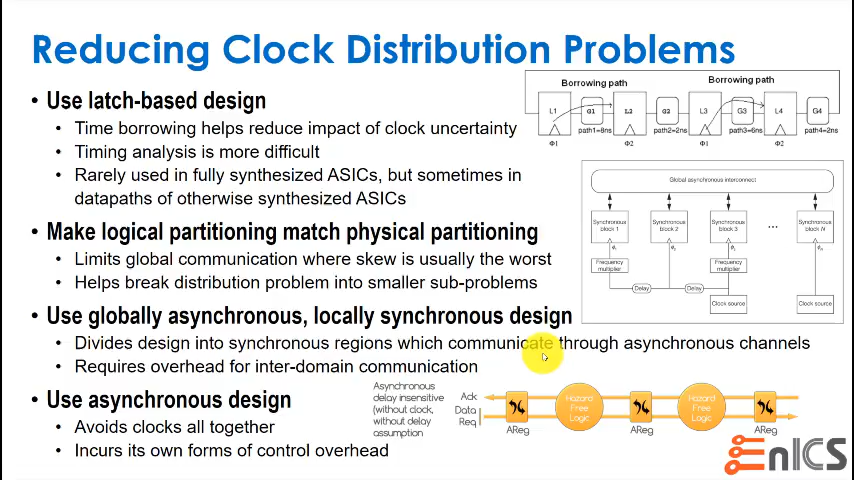 Reducing Clock Distribution Problems
• Use latch-based design
• Time borrowing helps reduce impact of clock uncertainty
• Timing analysis is more difficult
• Rarely used in fully synthesized ASICs, but sometimes in
datapaths of otherwise synthesized ASICs
• Make logical partitioning match physical partitioning
• Limits global communication where skew is usually the worst
• Helps break distribution problem into smaller sub-problems
• Use globally asynchronous, locally synchronous design
• Divides design into synchronous regions which communicate through asynchronous channels
• Requires overhead for inter-domain communication
• Use asynchronous design
• Avoids clocks all together
• Incurs its own forms of control overhead
Borrowing path Borrowing path
L1 G1 L2 G2 L3 G3 L4 G4
path1=8ns path2=2ns path3=6ns path4=2ns
Φ1 Φ2 Φ1 Φ2
Global asynchronous interconnect
Synchronous block 1
Synchronous block 2
Synchronous block 3
...
Synchronous block N
Frequency multiplier
Frequency multiplier
Delay Delay
Clock source
Clock source
Asynchronous
delay insensitive
(without clock,
without delay
assumption
Ack
Data
Req
AReg
Hazard
Free
Logic
AReg
Hazard
Free
Logic
AReg
EnICS